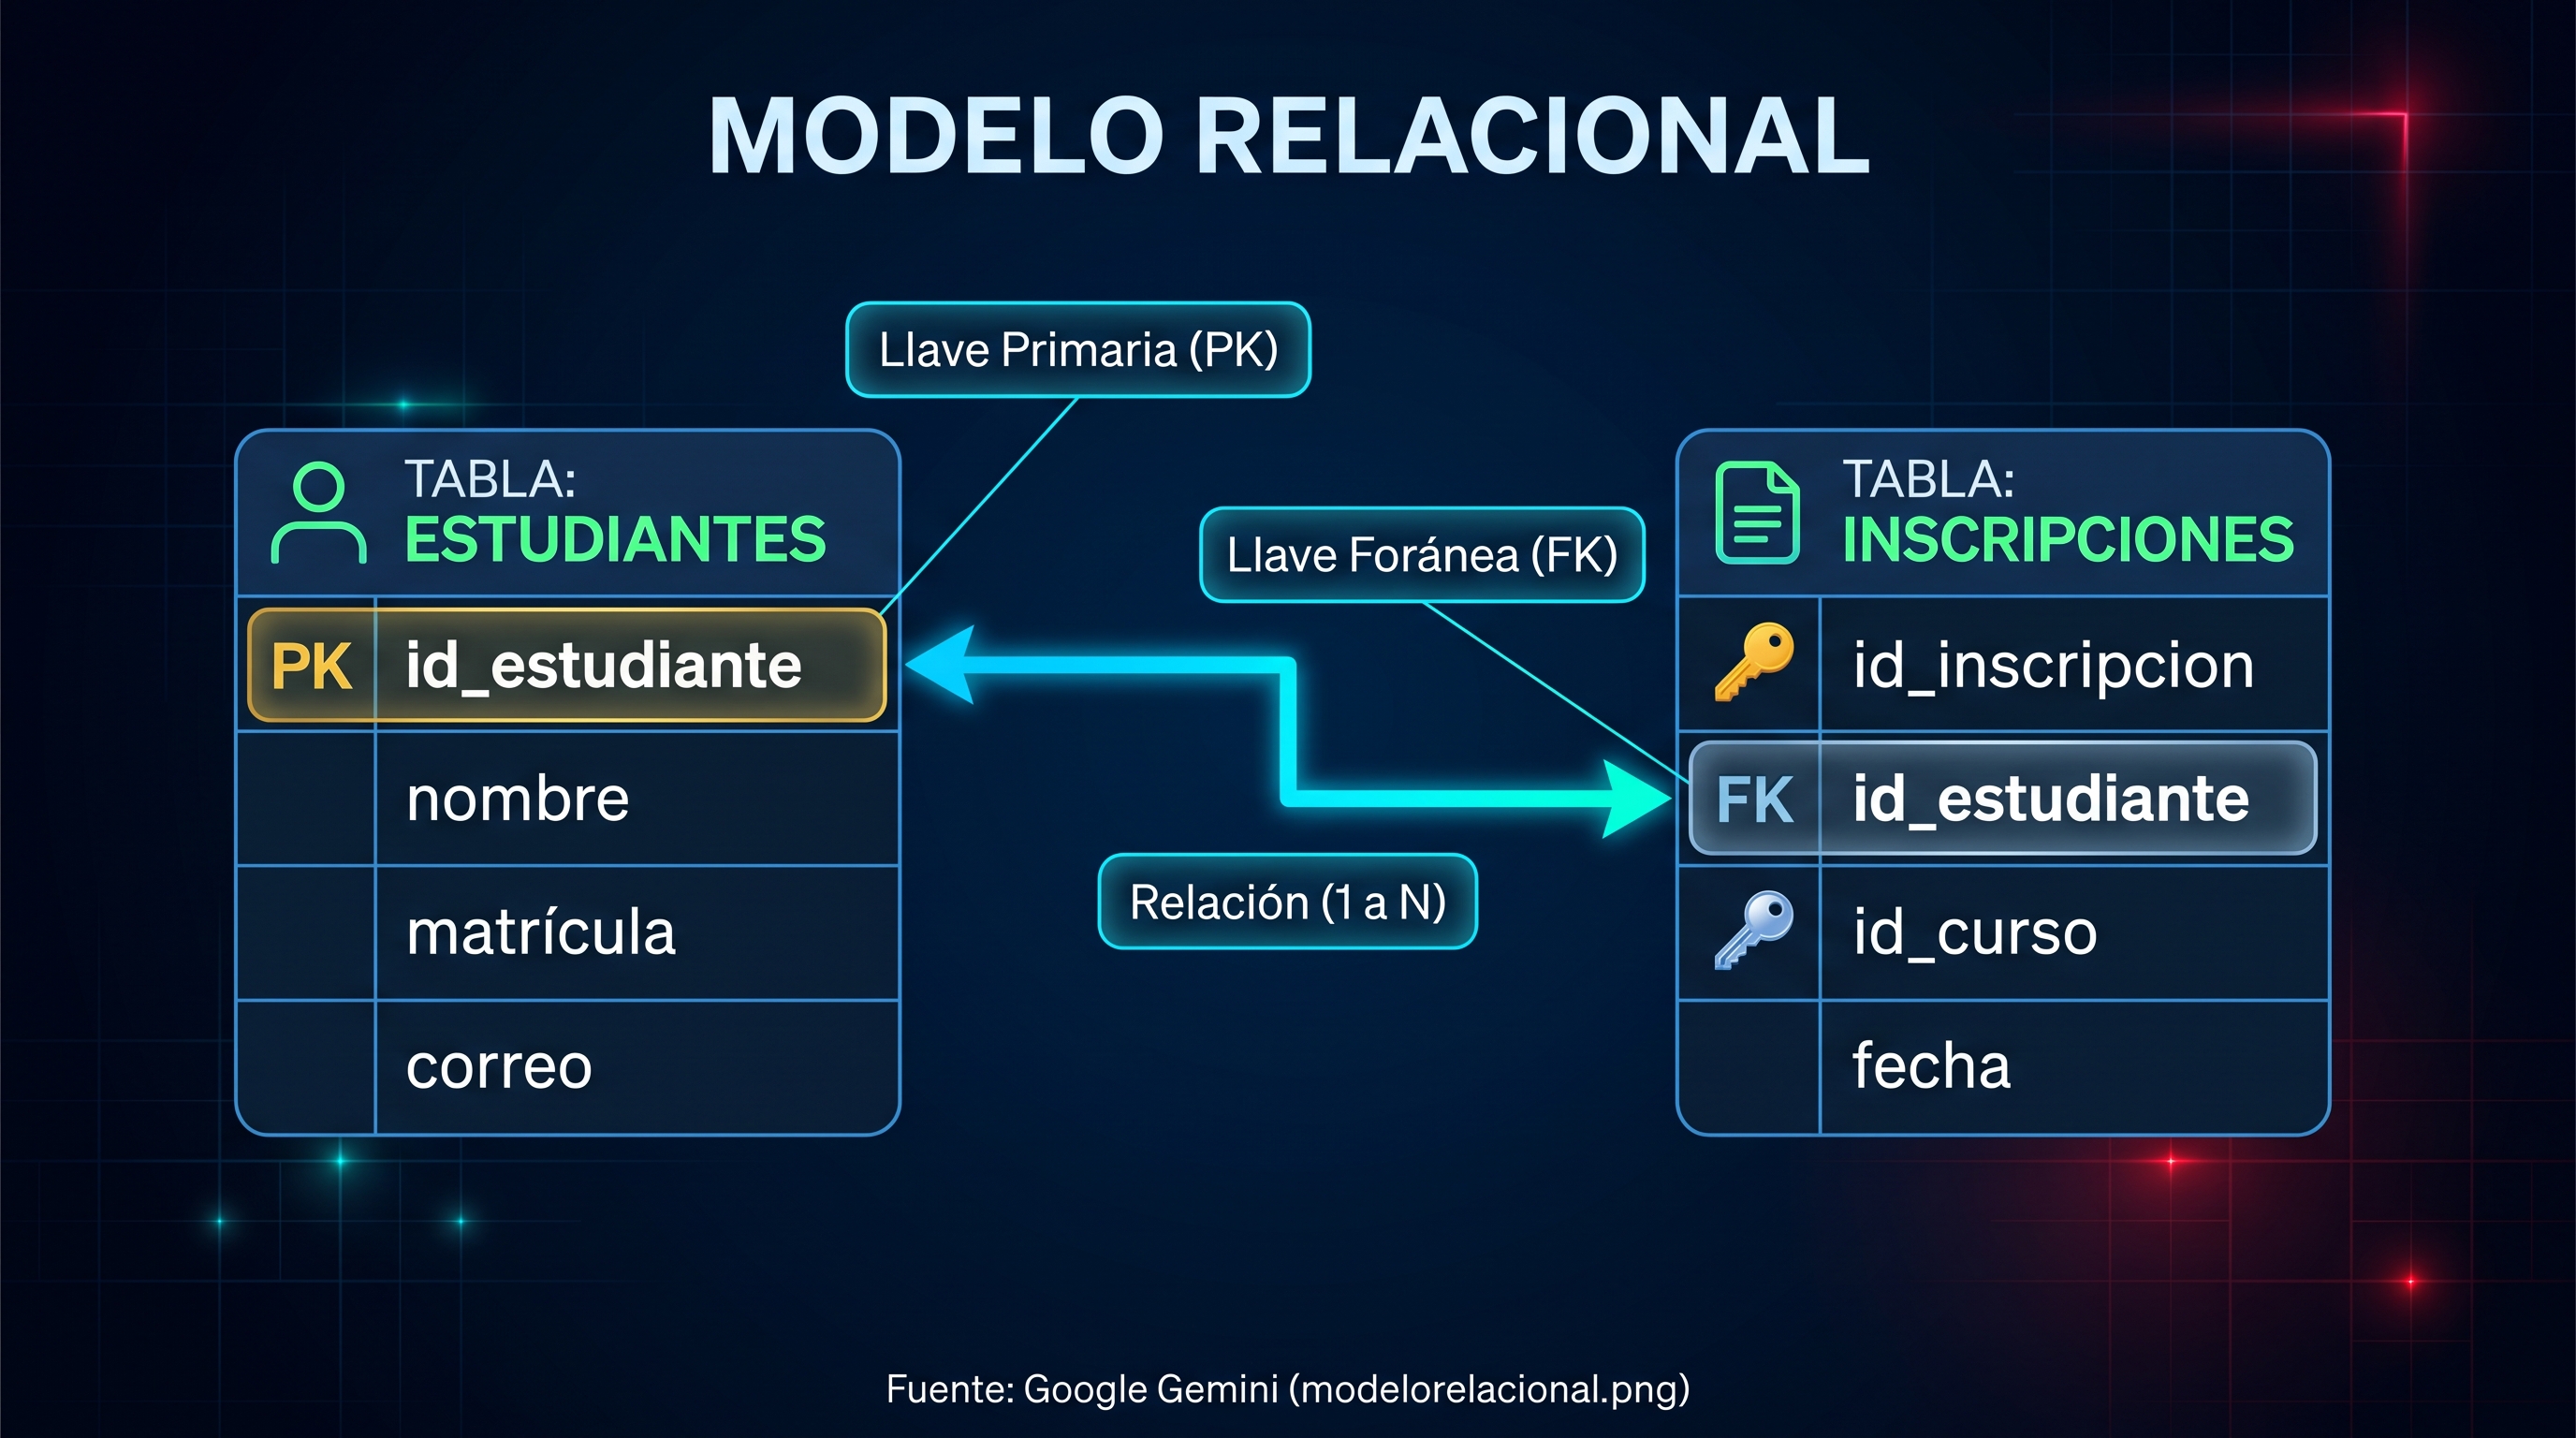 MODELO RELACIONAL
Llave Primaria (PK)
TABLA:
ESTUDIANTES
PK id_estudiante
nombre
matrícula
correo
Llave Foránea (FK)
Relación (1 a N)
TABLA:
INSCRIPCIONES
id_inscripcion
FK id_estudiante
id_curso
fecha
Fuente: Google Gemini (modelorelacional.png)